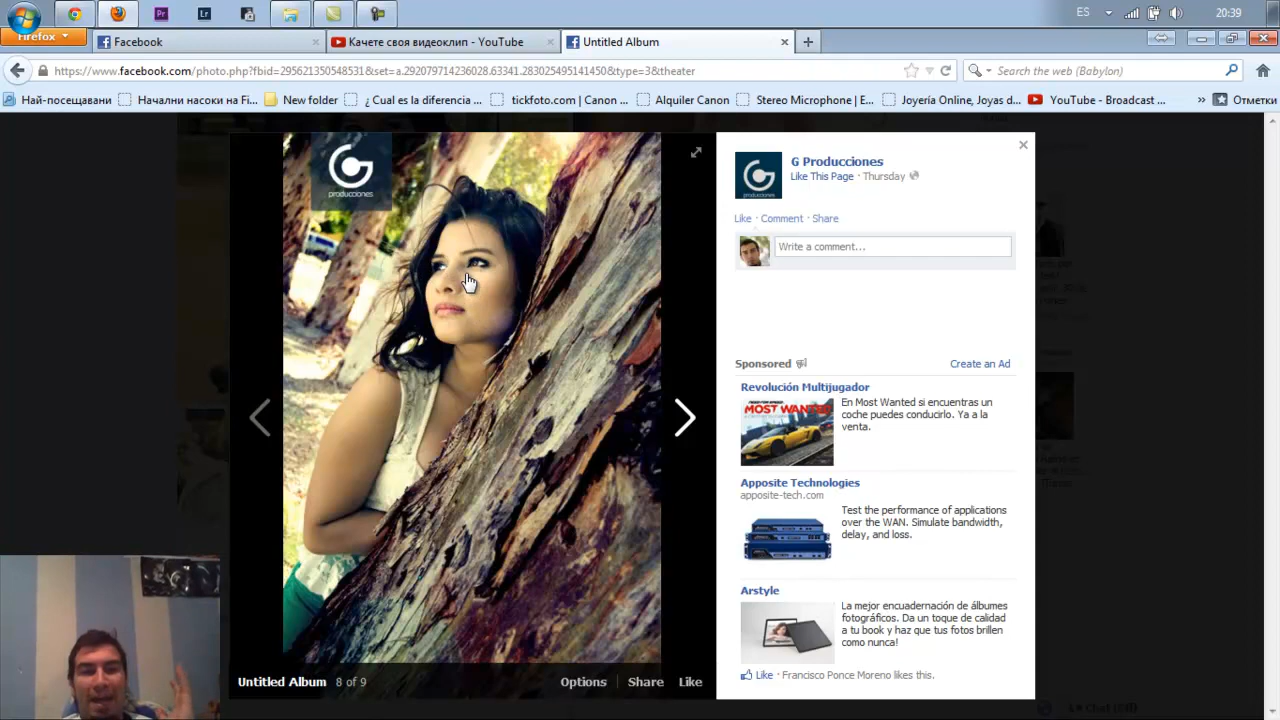 ES
20:39
Firefox
Facebook
Качете своя видеоклип - YouTube
Untitled Album
https://www.facebook.com/photo.php?fbid=295621350548531&set=a.292079714236028.63341.283025495141450&type=3&theater
Search the web (Babylon)
Най-посещавани
Начални насоки на Fi...
New folder
¿ Cual es la diferencia ...
tickfoto.com | Canon ...
Alquiler Canon
Stereo Microphone | E...
Joyería Online, Joyas d...
YouTube - Broadcast ...
Отметки
producciones
G Producciones
Like This Page · Thursday
Like · Comment · Share
Write a comment...
Sponsored
Create an Ad
Revolución Multijugador
MOST WANTED
En Most Wanted si encuentras un
coche puedes conducirlo. Ya a la
venta.
Apposite Technologies
apposite-tech.com
Test the performance of applications
over the WAN. Simulate bandwidth,
delay, and loss.
Arstyle
La mejor encuadernación de álbumes
fotográficos. Da un toque de calidad
a tu book y haz que tus fotos brillen
como nunca!
Like · Francisco Ponce Moreno likes this.
Untitled Album 8 of 9
Options
Share
Like